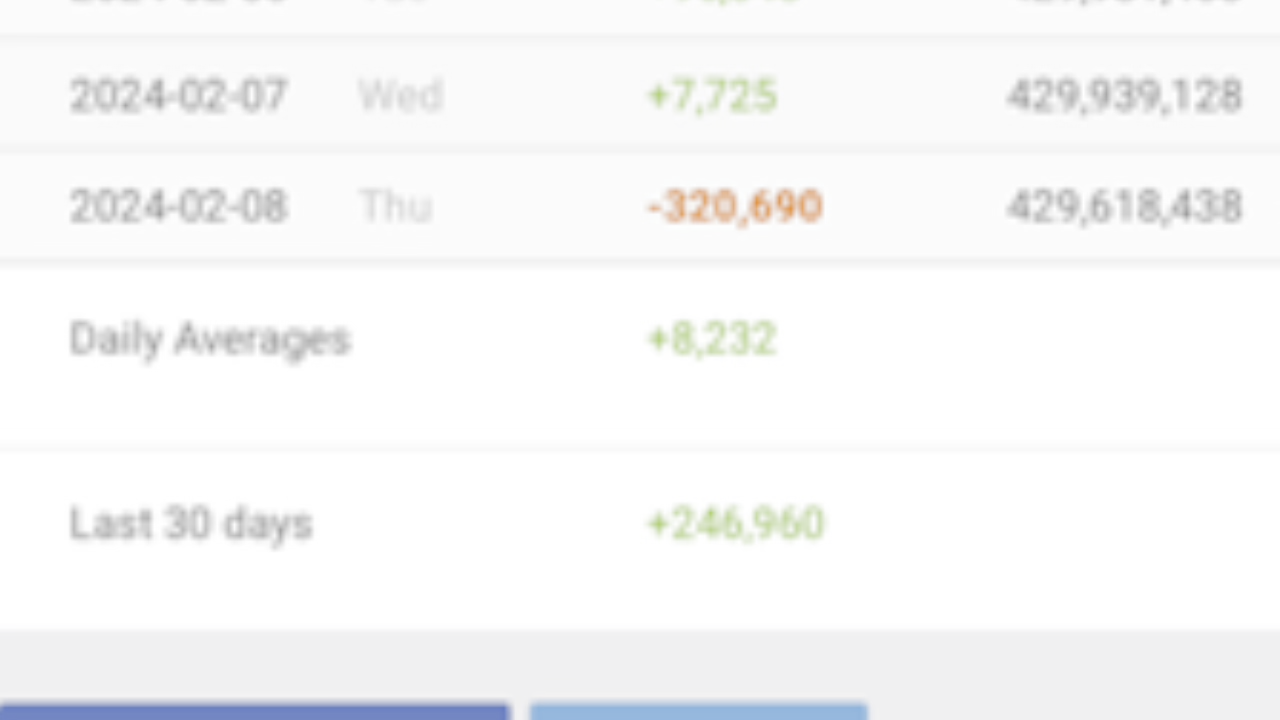 2024-02-07 Wed +7,725 429,939,128
2024-02-08 Thu -320,690 429,618,438
Daily Averages +8,232
Last 30 days +246,960